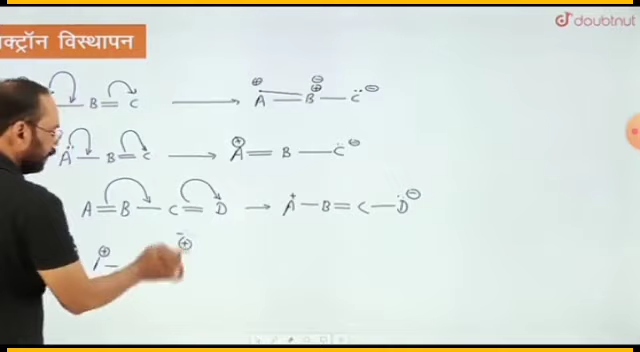 doubtnut
क्ट्रॉन विस्थापन
B = C ⟶ ⊕A = B⊖⊕ — C̈⊖
Ä — B = C ⟶ ⊕A = B — C̈⊖
A = B — C = D ⟶ A⁺ — B = C — D̈⊖
⊕ — ⊕